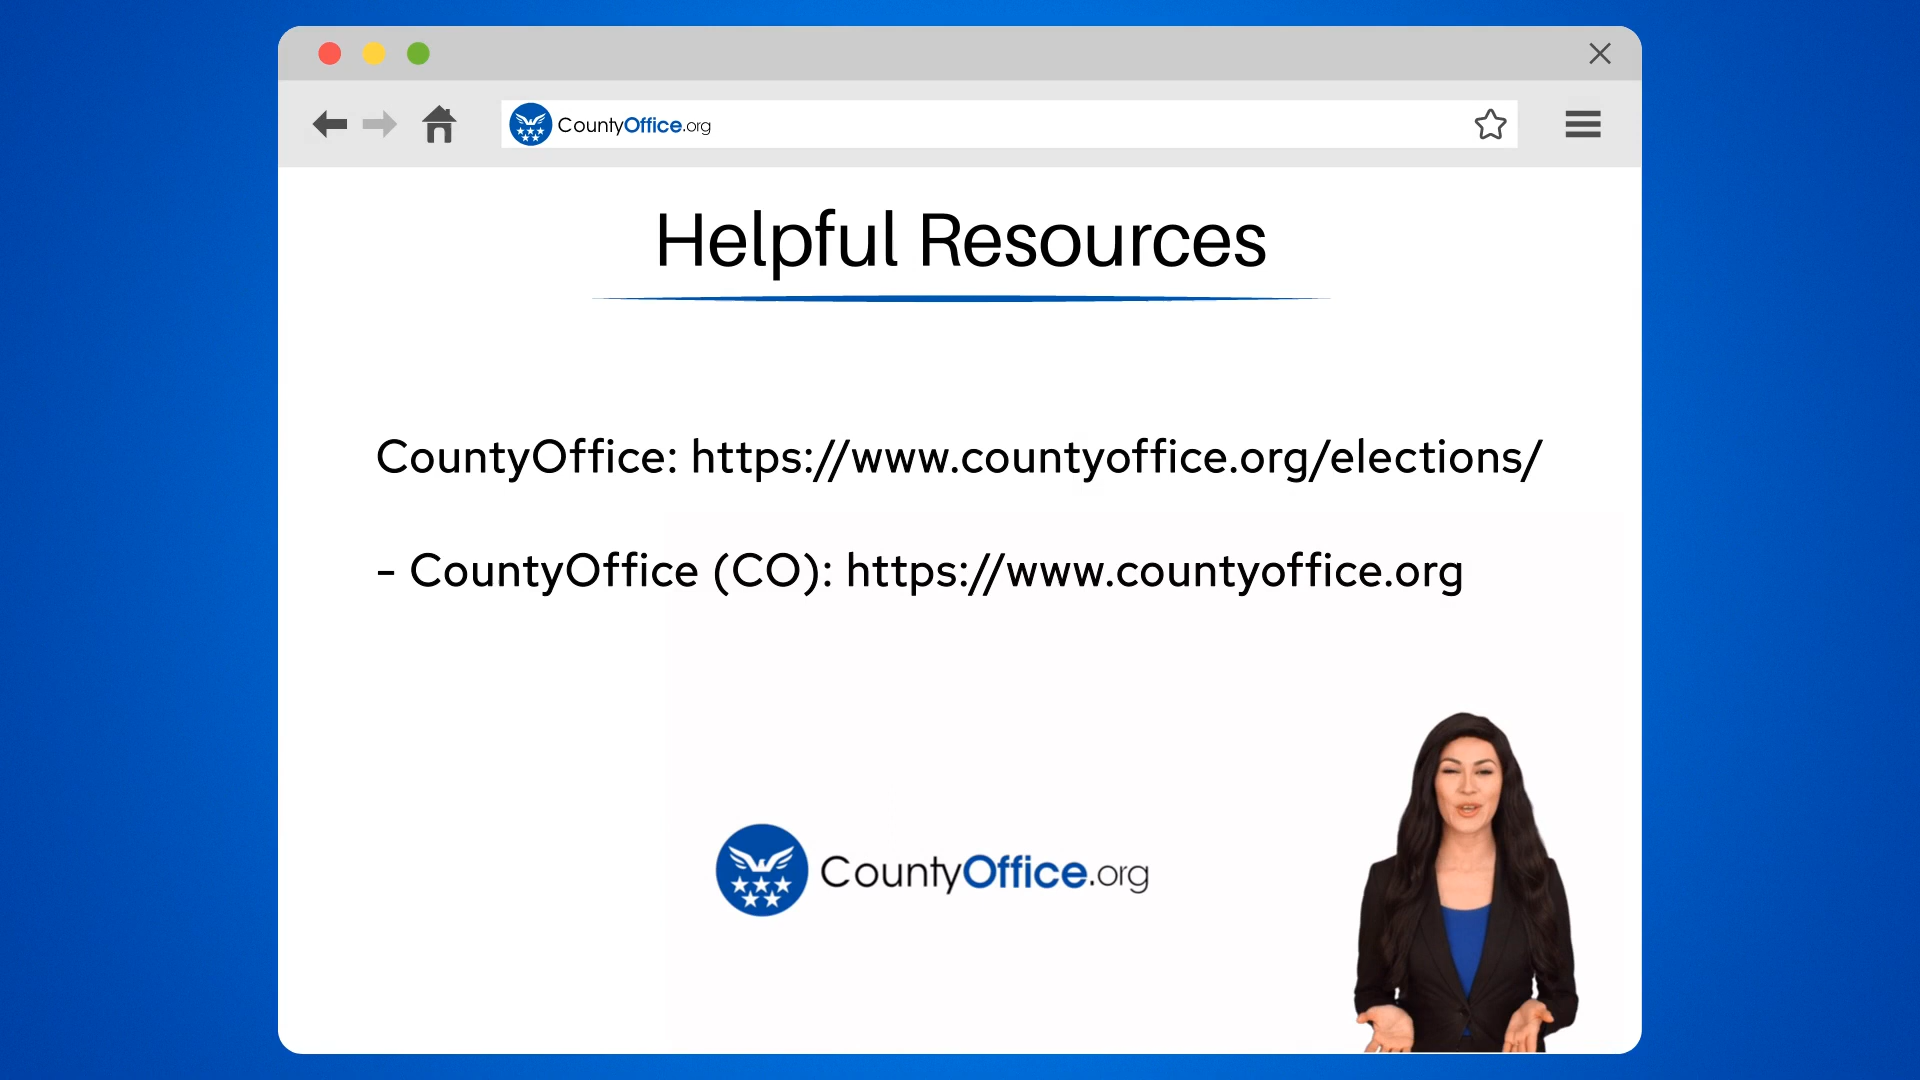 CountyOffice.org
Helpful Resources
CountyOffice: https://www.countyoffice.org/elections/
- CountyOffice (CO): https://www.countyoffice.org
CountyOffice.org